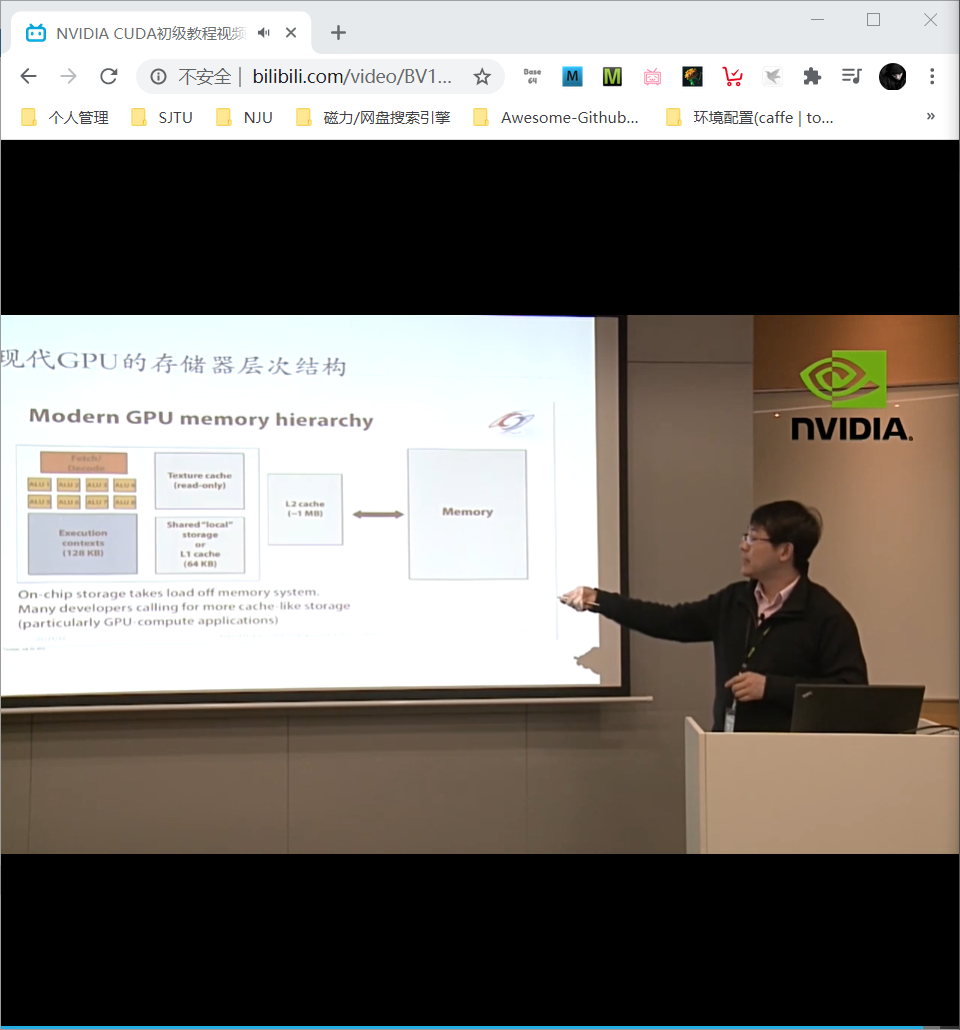 NVIDIA CUDA初级教程视频
不安全 | bilibili.com/video/BV1...
Base 64
M
M
个人管理
SJTU
NJU
磁力/网盘搜索引擎
Awesome-Github...
环境配置(caffe | to...
»
现代GPU的存储器层次结构
Modern GPU memory hierarchy
Fetch/
Decode
ALU 1 ALU 2 ALU 3 ALU 4
ALU 5 ALU 6 ALU 7 ALU 8
Execution
contexts
(128 KB)
Texture cache
(read-only)
Shared "local"
storage
or
L1 cache
(64 KB)
L2 cache
(~1 MB)
Memory
On-chip storage takes load off memory system.
Many developers calling for more cache-like storage
(particularly GPU-compute applications)
NVIDIA.